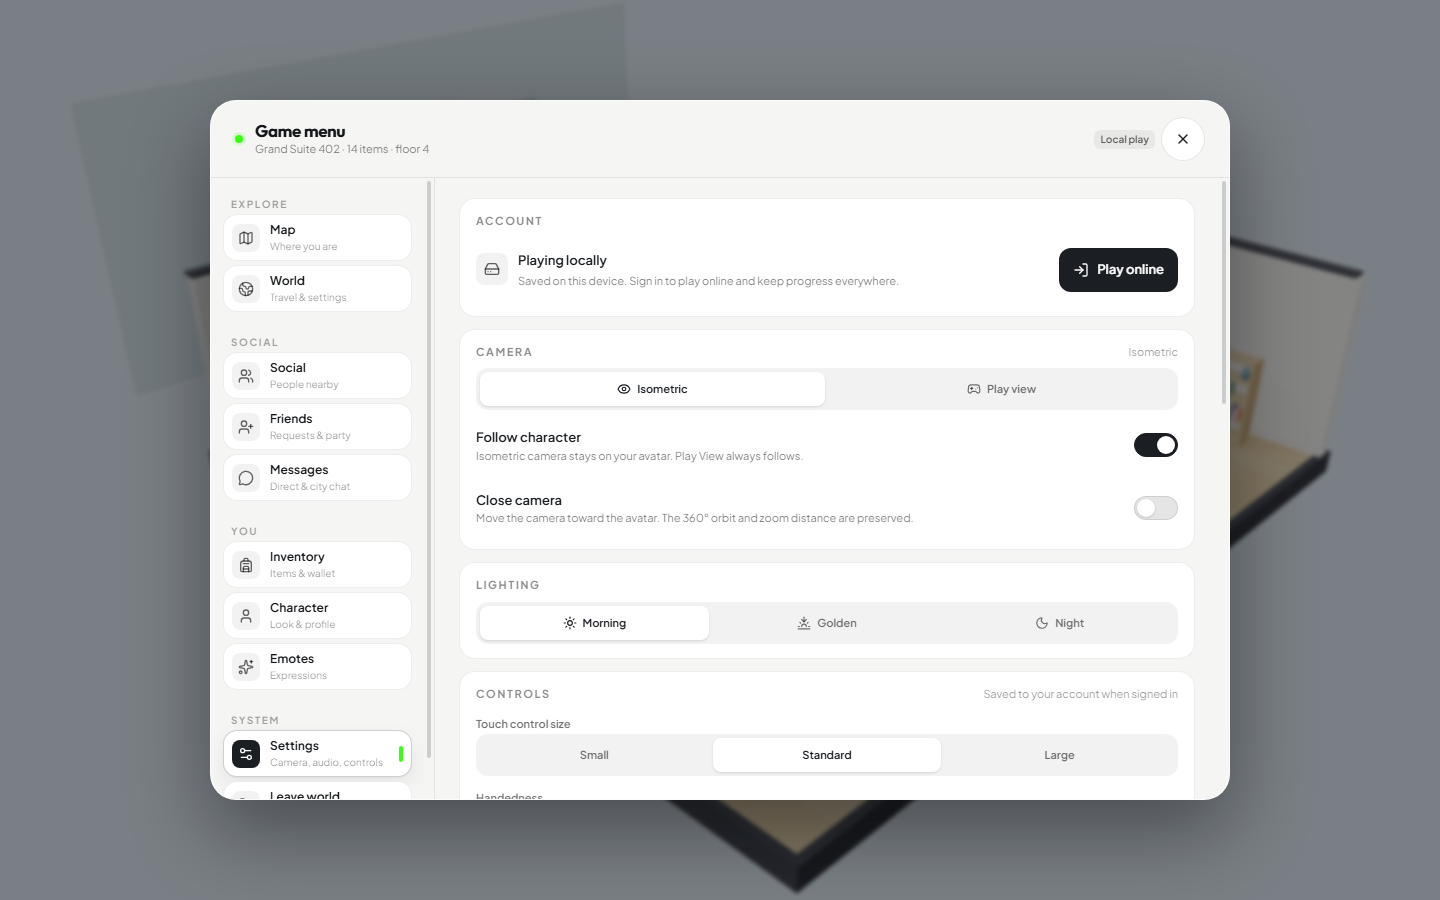 Game menu
Grand Suite 402 · 14 items · floor 4
Local play
EXPLORE
Map
Where you are
World
Travel & settings
SOCIAL
Social
People nearby
Friends
Requests & party
Messages
Direct & city chat
YOU
Inventory
Items & wallet
Character
Look & profile
Emotes
Expressions
SYSTEM
Settings
Camera, audio, controls
Leave world
ACCOUNT
Playing locally
Saved on this device. Sign in to play online and keep progress everywhere.
Play online
CAMERA
Isometric
Isometric
Play view
Follow character
Isometric camera stays on your avatar. Play View always follows.
Close camera
Move the camera toward the avatar. The 360° orbit and zoom distance are preserved.
LIGHTING
Morning
Golden
Night
CONTROLS
Saved to your account when signed in
Touch control size
Small
Standard
Large
Handedness